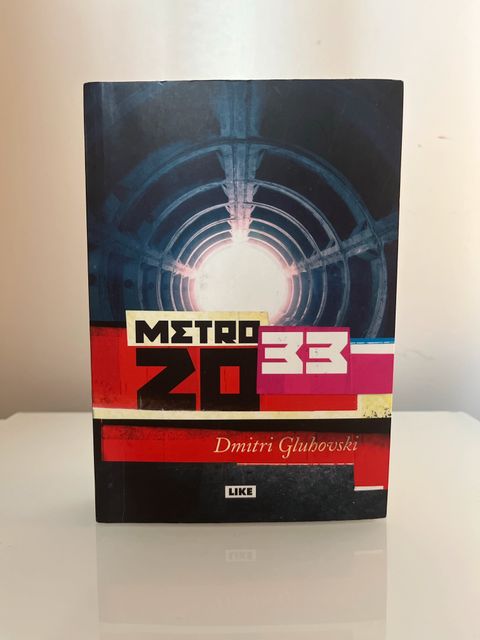 METRO
2033
Dmitri Gluhovski
LIKE